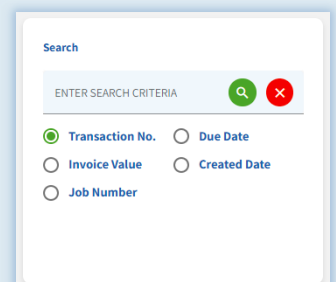 Search
ENTER SEARCH CRITERIA
Transaction No. Due Date
Invoice Value Created Date
Job Number